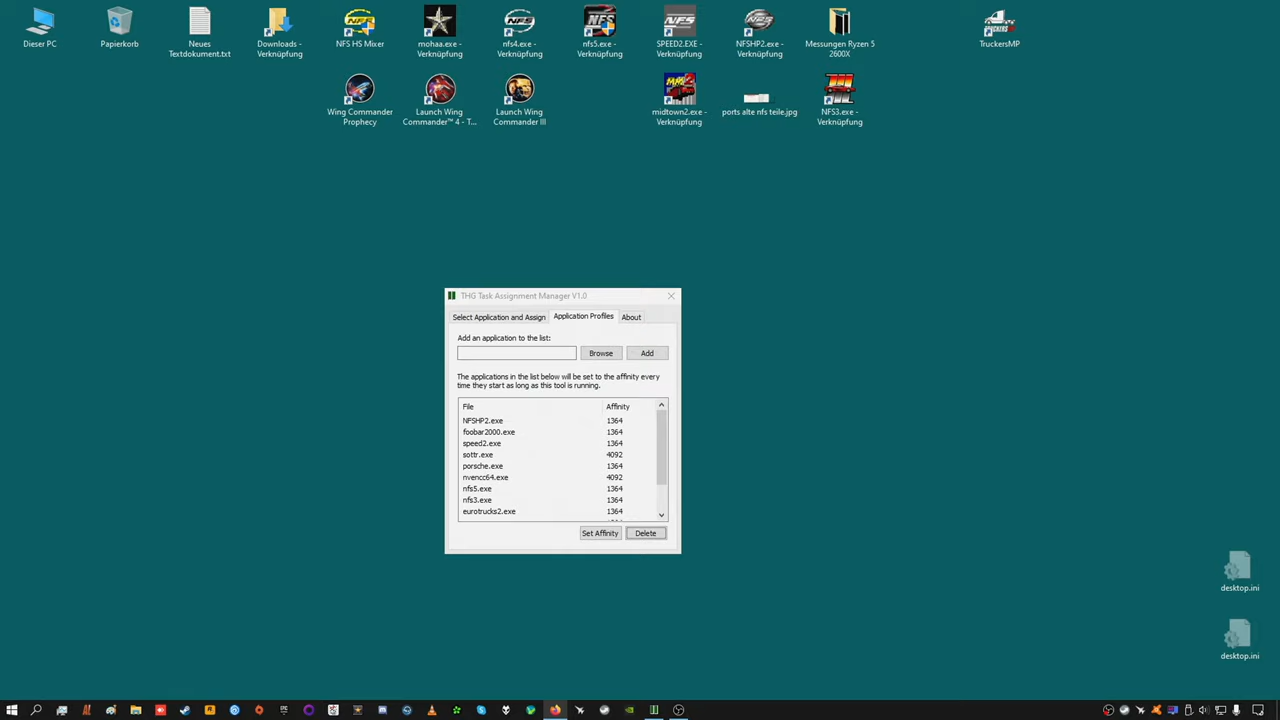 Dieser PC
Papierkorb
Neues
Textdokument.txt
Downloads -
Verknüpfung
NFS HS Mixer
mohaa.exe -
Verknüpfung
nfs4.exe -
Verknüpfung
nfs5.exe -
Verknüpfung
SPEED2.EXE -
Verknüpfung
NFSHP2.exe -
Verknüpfung
Messungen Ryzen 5
2600X
TruckersMP
Wing Commander
Prophecy
Launch Wing
Commander™ 4 - T...
Launch Wing
Commander III
midtown2.exe -
Verknüpfung
ports alte nfs teile.jpg
NFS3.exe -
Verknüpfung
THG Task Assignment Manager V1.0
Select Application and Assign Application Profiles About
Add an application to the list:
Browse Add
The applications in the list below will be set to the affinity every
time they start as long as this tool is running.
File Affinity
NFSHP2.exe 1364
foobar2000.exe 1364
speed2.exe 1364
sottr.exe 4092
porsche.exe 1364
nvencc64.exe 4092
nfs5.exe 1364
nfs3.exe 1364
eurotrucks2.exe 1364
Set Affinity Delete
desktop.ini
desktop.ini